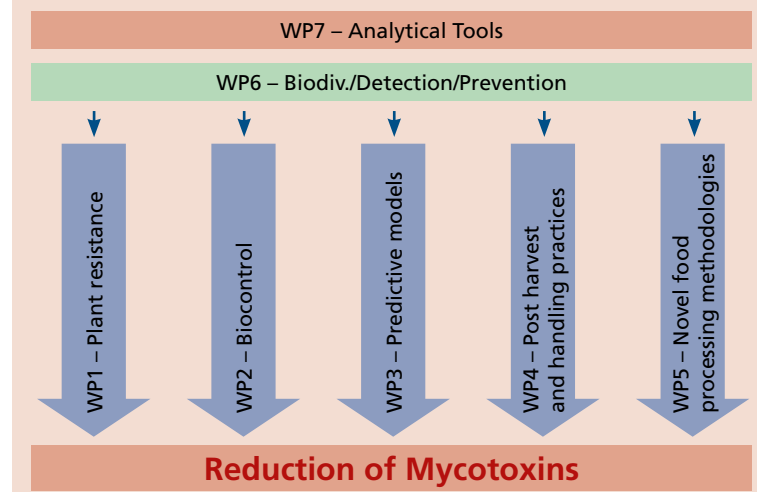 WP7 – Analytical Tools
WP6 – Biodiv./Detection/Prevention
WP1 – Plant resistance
WP2 – Biocontrol
WP3 – Predictive models
WP4 – Post harvest
and handling practices
WP5 – Novel food
processing methodologies
Reduction of Mycotoxins